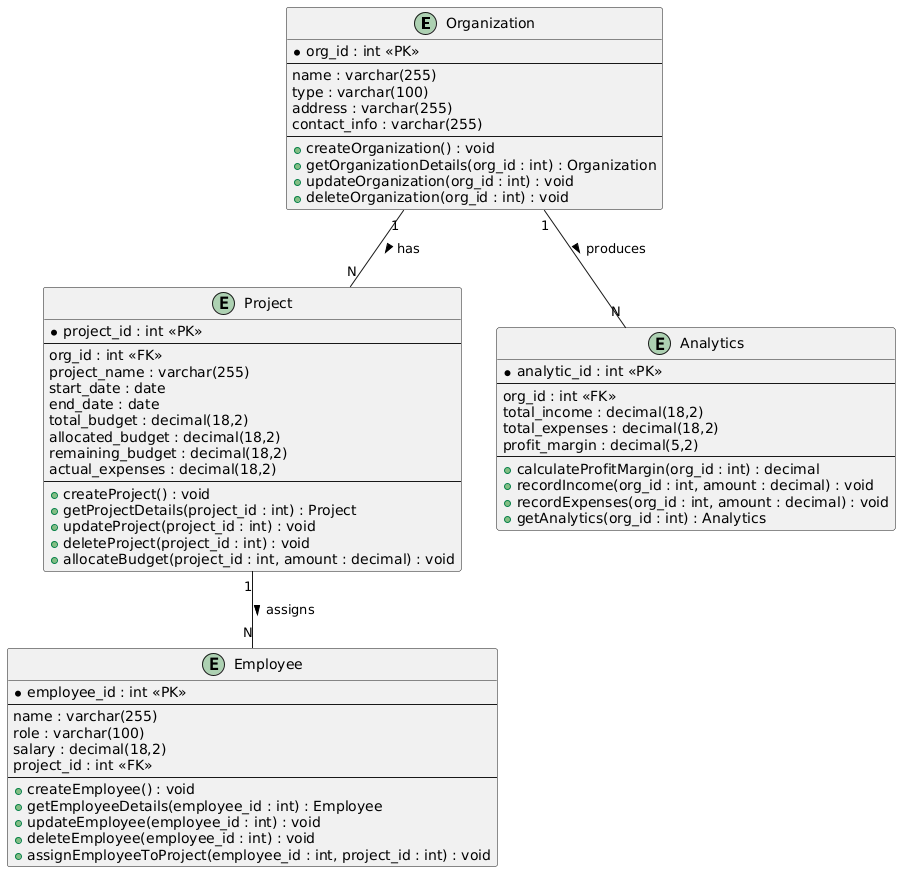 E Organization
* org_id : int «PK»
name : varchar(255)
type : varchar(100)
address : varchar(255)
contact_info : varchar(255)
createOrganization() : void
getOrganizationDetails(org_id : int) : Organization
updateOrganization(org_id : int) : void
deleteOrganization(org_id : int) : void
1
has
N
1
produces
N
E Project
* project_id : int «PK»
org_id : int «FK»
project_name : varchar(255)
start_date : date
end_date : date
total_budget : decimal(18,2)
allocated_budget : decimal(18,2)
remaining_budget : decimal(18,2)
actual_expenses : decimal(18,2)
createProject() : void
getProjectDetails(project_id : int) : Project
updateProject(project_id : int) : void
deleteProject(project_id : int) : void
allocateBudget(project_id : int, amount : decimal) : void
E Analytics
* analytic_id : int «PK»
org_id : int «FK»
total_income : decimal(18,2)
total_expenses : decimal(18,2)
profit_margin : decimal(5,2)
calculateProfitMargin(org_id : int) : decimal
recordIncome(org_id : int, amount : decimal) : void
recordExpenses(org_id : int, amount : decimal) : void
getAnalytics(org_id : int) : Analytics
1
assigns
N
E Employee
* employee_id : int «PK»
name : varchar(255)
role : varchar(100)
salary : decimal(18,2)
project_id : int «FK»
createEmployee() : void
getEmployeeDetails(employee_id : int) : Employee
updateEmployee(employee_id : int) : void
deleteEmployee(employee_id : int) : void
assignEmployeeToProject(employee_id : int, project_id : int) : void